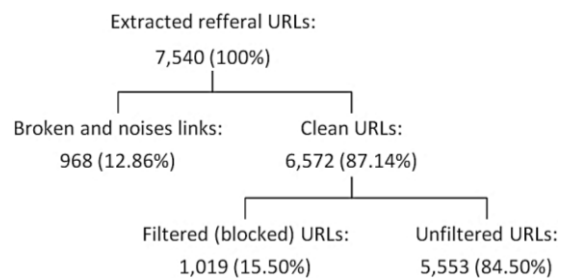 Extracted refferal URLs:
7,540 (100%)
Broken and noises links:
968 (12.86%)
Clean URLs:
6,572 (87.14%)
Filtered (blocked) URLs:
1,019 (15.50%)
Unfiltered URLs:
5,553 (84.50%)